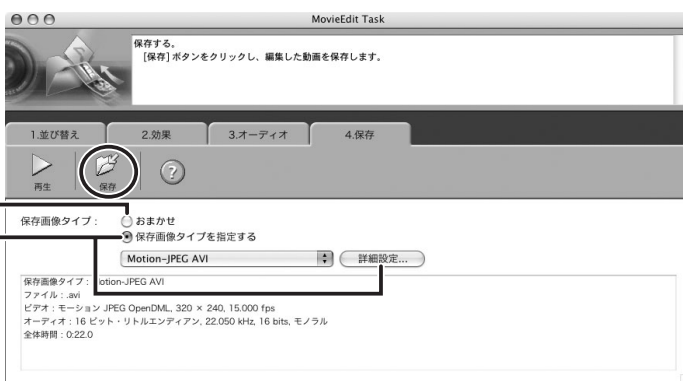 MovieEdit Task
保存する。
[保存] ボタンをクリックし、編集した動画を保存します。
1.並び替え 2.効果 3.オーディオ 4.保存
再生 保存 ?
保存画像タイプ： おまかせ
保存画像タイプを指定する
Motion-JPEG AVI 詳細設定...
保存画像タイプ： otion-JPEG AVI
ファイル：.avi
ビデオ：モーション JPEG OpenDML, 320 × 240, 15.000 fps
オーディオ：16 ビット・リトルエンディアン, 22.050 kHz, 16 bits, モノラル
全体時間：0:22.0